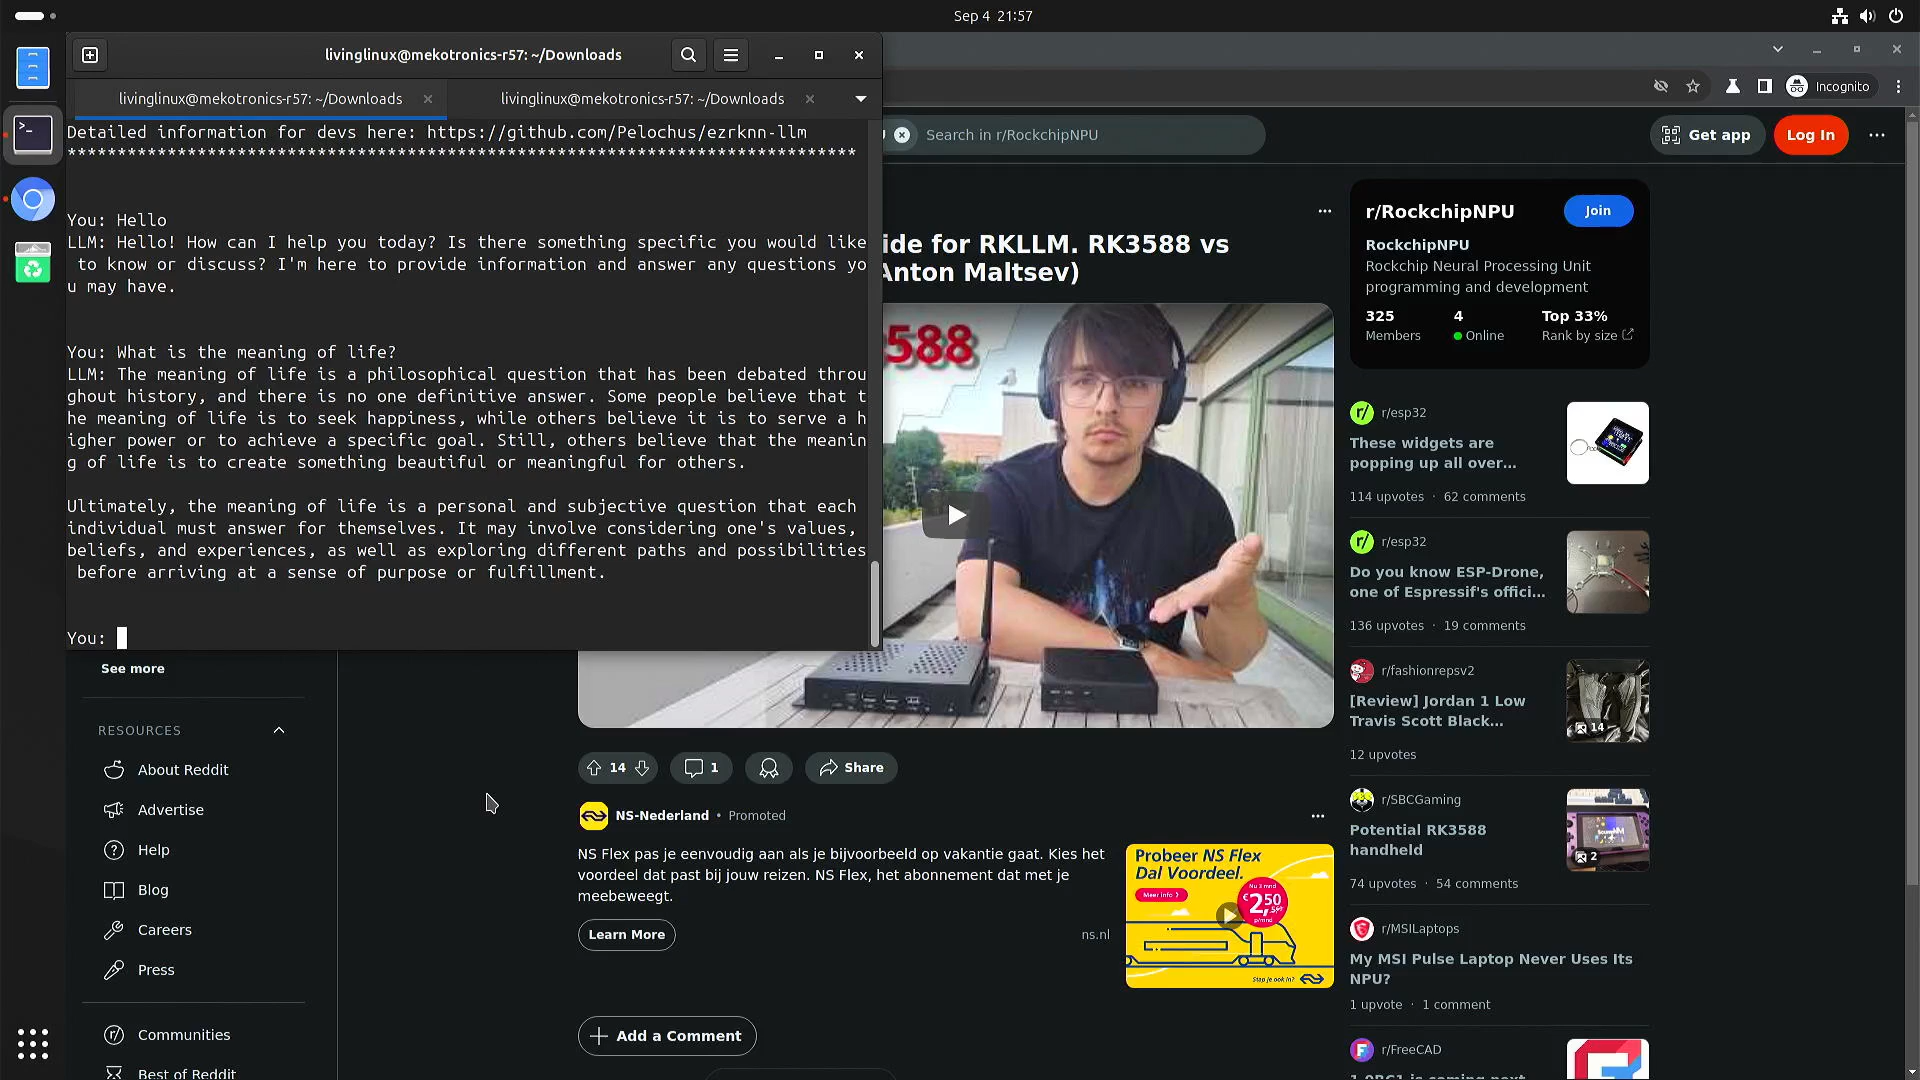 Sep 4 21:57
livinglinux@mekotronics-r57: ~/Downloads
livinglinux@mekotronics-r57: ~/Downloads
livinglinux@mekotronics-r57: ~/Downloads
Detailed information for devs here: https://github.com/Pelochus/ezrknn-llm
*******************************************************************************
You: Hello
LLM: Hello! How can I help you today? Is there something specific you would like
to know or discuss? I'm here to provide information and answer any questions yo
u may have.
You: What is the meaning of life?
LLM: The meaning of life is a philosophical question that has been debated throu
ghout history, and there is no one definitive answer. Some people believe that t
he meaning of life is to seek happiness, while others believe it is to serve a h
igher power or to achieve a specific goal. Still, others believe that the meanin
g of life is to create something beautiful or meaningful for others.
Ultimately, the meaning of life is a personal and subjective question that each
individual must answer for themselves. It may involve considering one's values,
beliefs, and experiences, as well as exploring different paths and possibilities
before arriving at a sense of purpose or fulfillment.
You:
Incognito
Search in r/RockchipNPU
Get app
Log In
ide for RKLLM. RK3588 vs
Anton Maltsev)
588
See more
RESOURCES
About Reddit
Advertise
Help
Blog
Careers
Press
Communities
Best of Reddit
14
1
Share
NS-Nederland • Promoted
NS Flex pas je eenvoudig aan als je bijvoorbeeld op vakantie gaat. Kies het
voordeel dat past bij jouw reizen. NS Flex, het abonnement dat met je
meebeweegt.
Learn More
ns.nl
Probeer NS Flex
Dal Voordeel.
Meer info
Nu 3 mnd
€2,50
p/mnd
Stap je ook in?
Add a Comment
r/RockchipNPU
Join
RockchipNPU
Rockchip Neural Processing Unit
programming and development
325 4 Top 33%
Members Online Rank by size
r/esp32
These widgets are
popping up all over...
114 upvotes · 62 comments
r/esp32
Do you know ESP-Drone,
one of Espressif's offici...
136 upvotes · 19 comments
r/fashionrepsv2
[Review] Jordan 1 Low
Travis Scott Black...
14
12 upvotes
r/SBCGaming
Potential RK3588
handheld
2
74 upvotes · 54 comments
r/MSILaptops
My MSI Pulse Laptop Never Uses Its
NPU?
1 upvote · 1 comment
r/FreeCAD